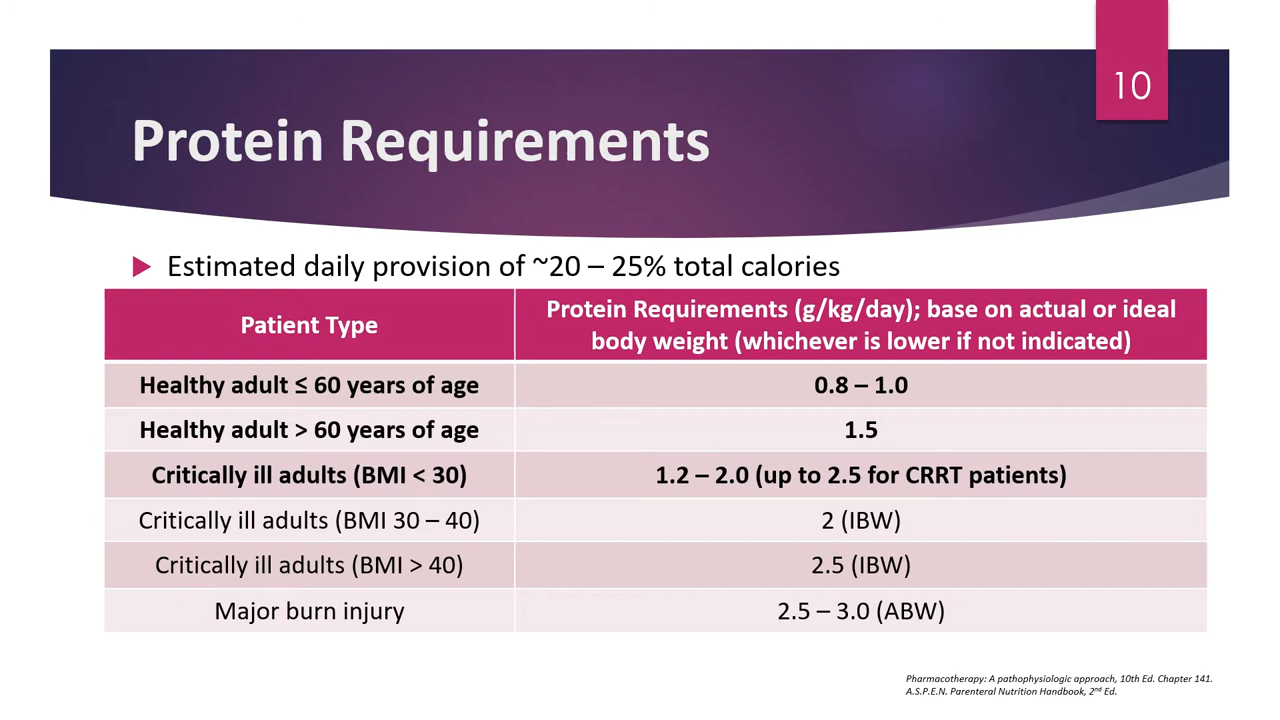 10
Protein Requirements
Estimated daily provision of ~20 – 25% total calories
Patient Type
Protein Requirements (g/kg/day); base on actual or ideal
body weight (whichever is lower if not indicated)
Healthy adult ≤ 60 years of age
0.8 – 1.0
Healthy adult > 60 years of age
1.5
Critically ill adults (BMI < 30)
1.2 – 2.0 (up to 2.5 for CRRT patients)
Critically ill adults (BMI 30 – 40)
2 (IBW)
Critically ill adults (BMI > 40)
2.5 (IBW)
Major burn injury
2.5 – 3.0 (ABW)
Pharmacotherapy: A pathophysiologic approach, 10th Ed. Chapter 141.
A.S.P.E.N. Parenteral Nutrition Handbook, 2nd Ed.